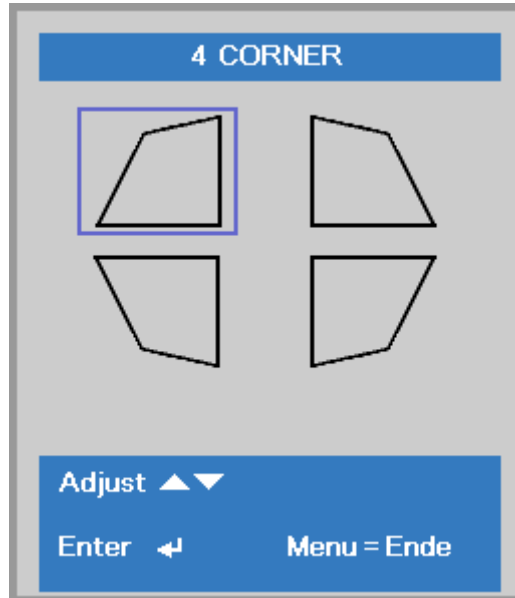 4 CORNER
Adjust ▲▼
Enter ↵
Menu = Ende